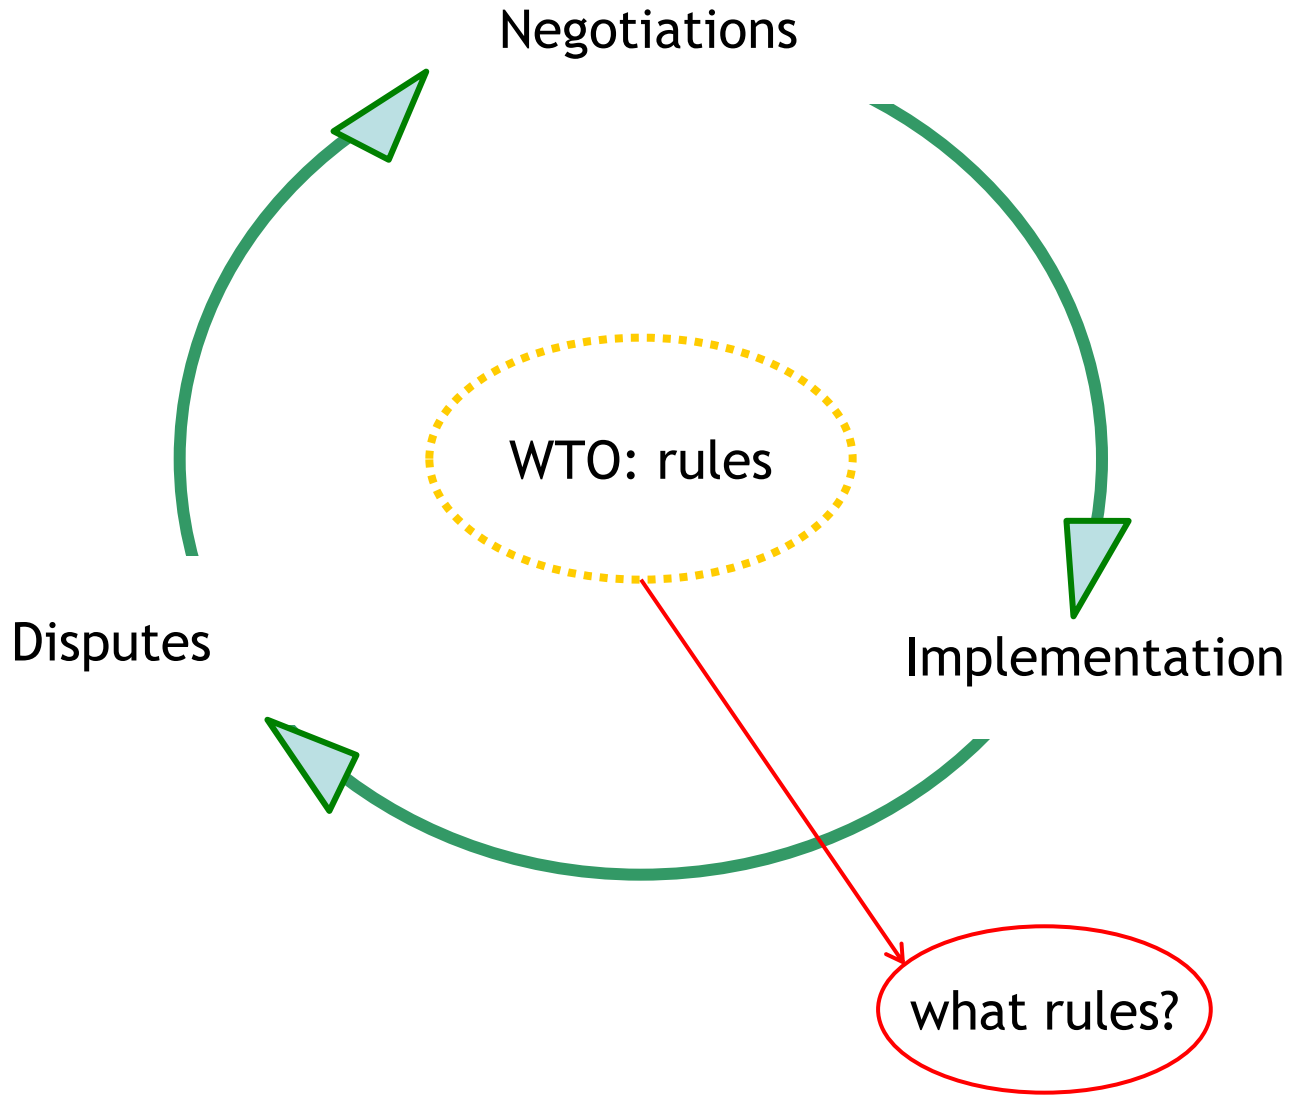 Negotiations
WTO: rules
Disputes
Implementation
what rules?